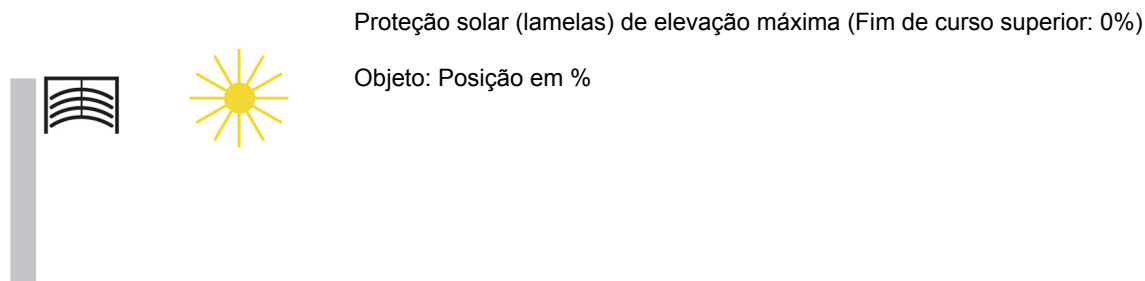 Proteção solar (lamelas) de elevação máxima (Fim de curso superior: 0%)
Objeto: Posição em %